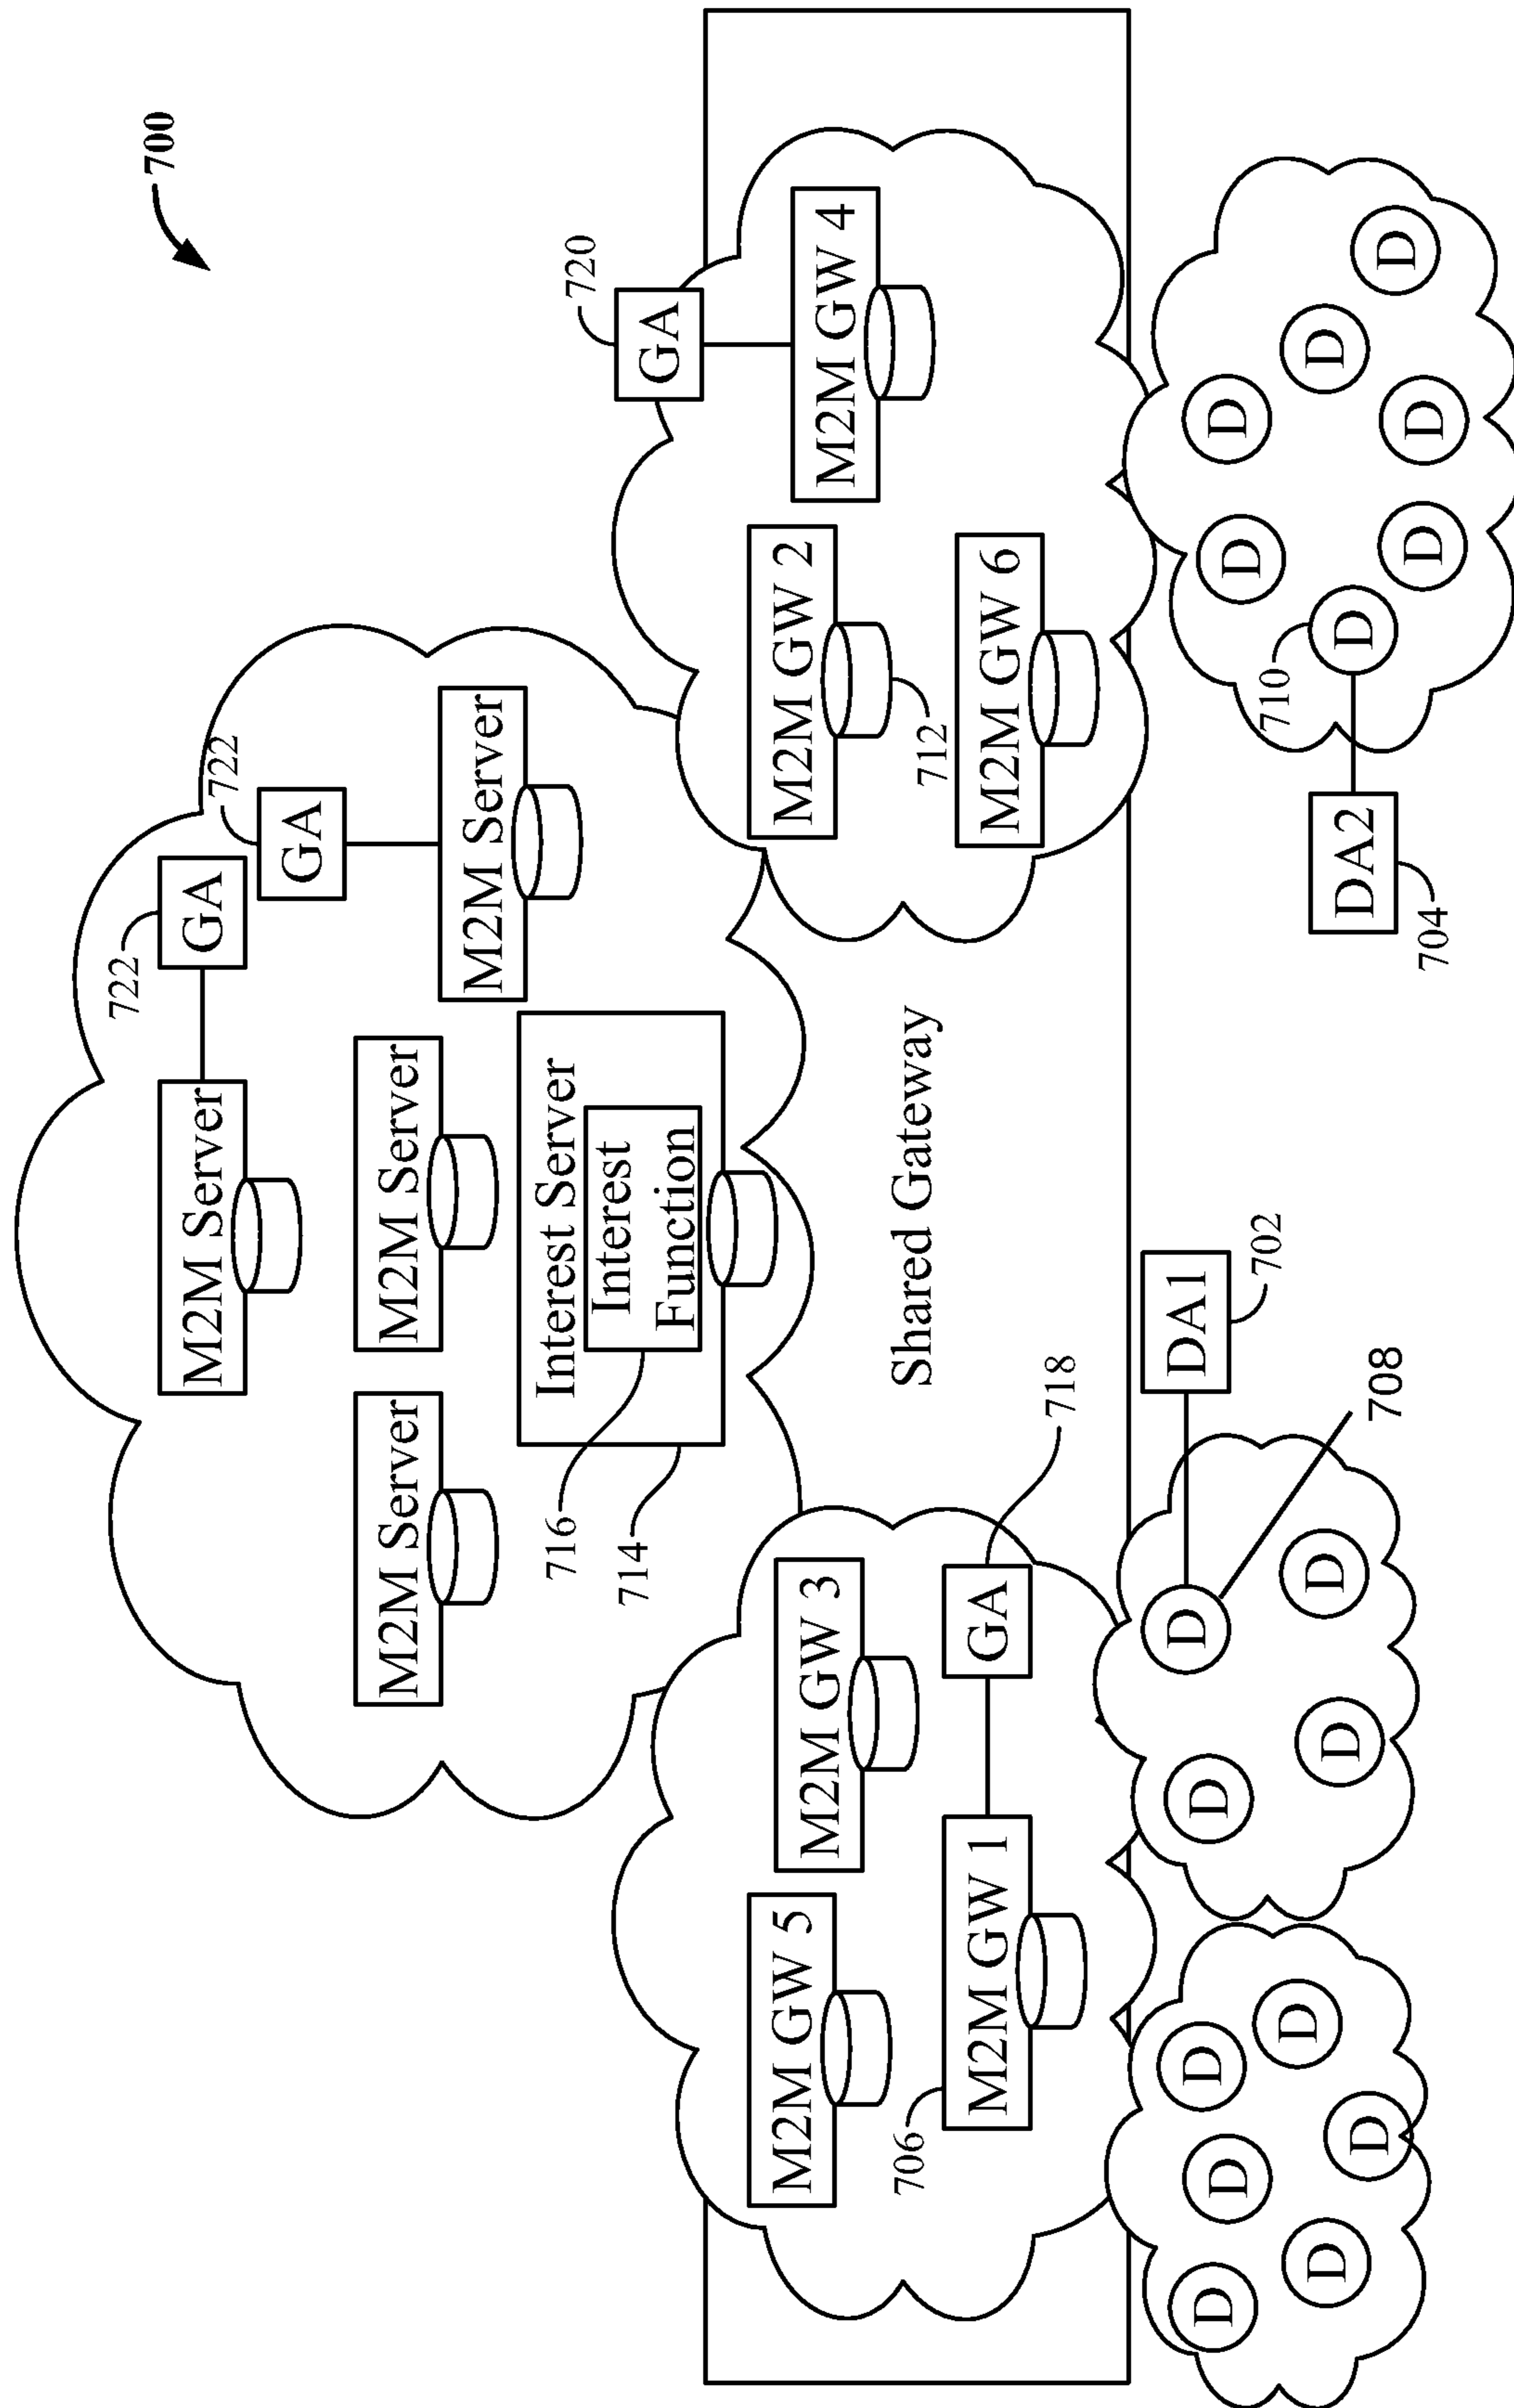 700
722
M2M Server
GA
722
GA
M2M Server
M2M Server
M2M Server
Interest Server
Interest
Function
716
714
720
GA
M2M GW 5
M2M GW 3
M2M GW 2
M2M GW 4
706
M2M GW 1
GA
718
Shared Gateway
712
M2M GW 6
D
D
D
D
D
D
D
D
D
D
DA1
702
708
710
D
D
D
D
D
D
D
DA2
704